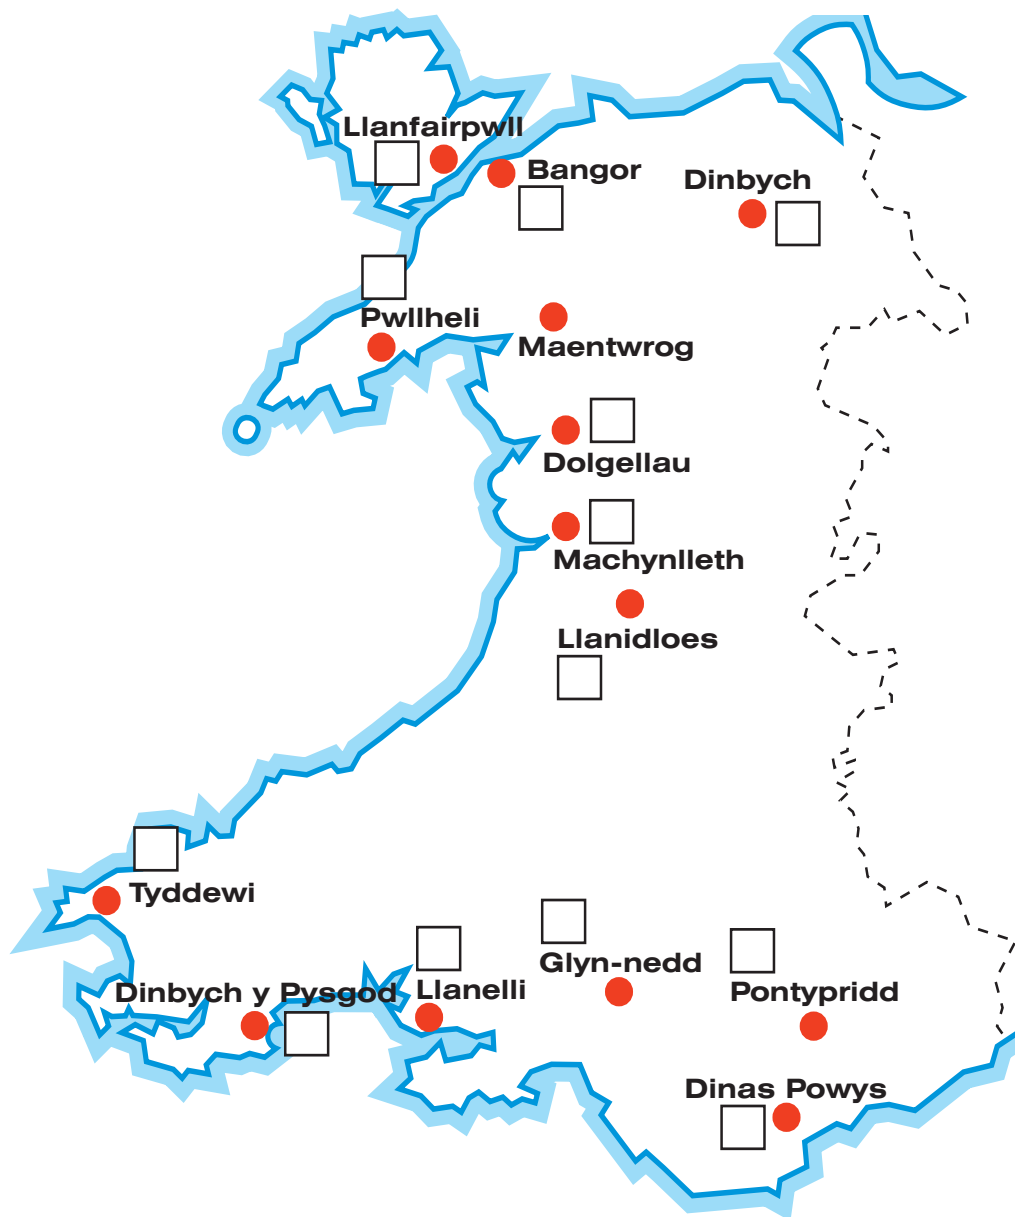 Llanfairpwll
Bangor
Dinbych
Pwllheli
Maentwrog
Dolgellau
Machynlleth
Llanidloes
Tyddewi
Glyn-nedd
Dinbych y Pysgod
Llanelli
Pontypridd
Dinas Powys